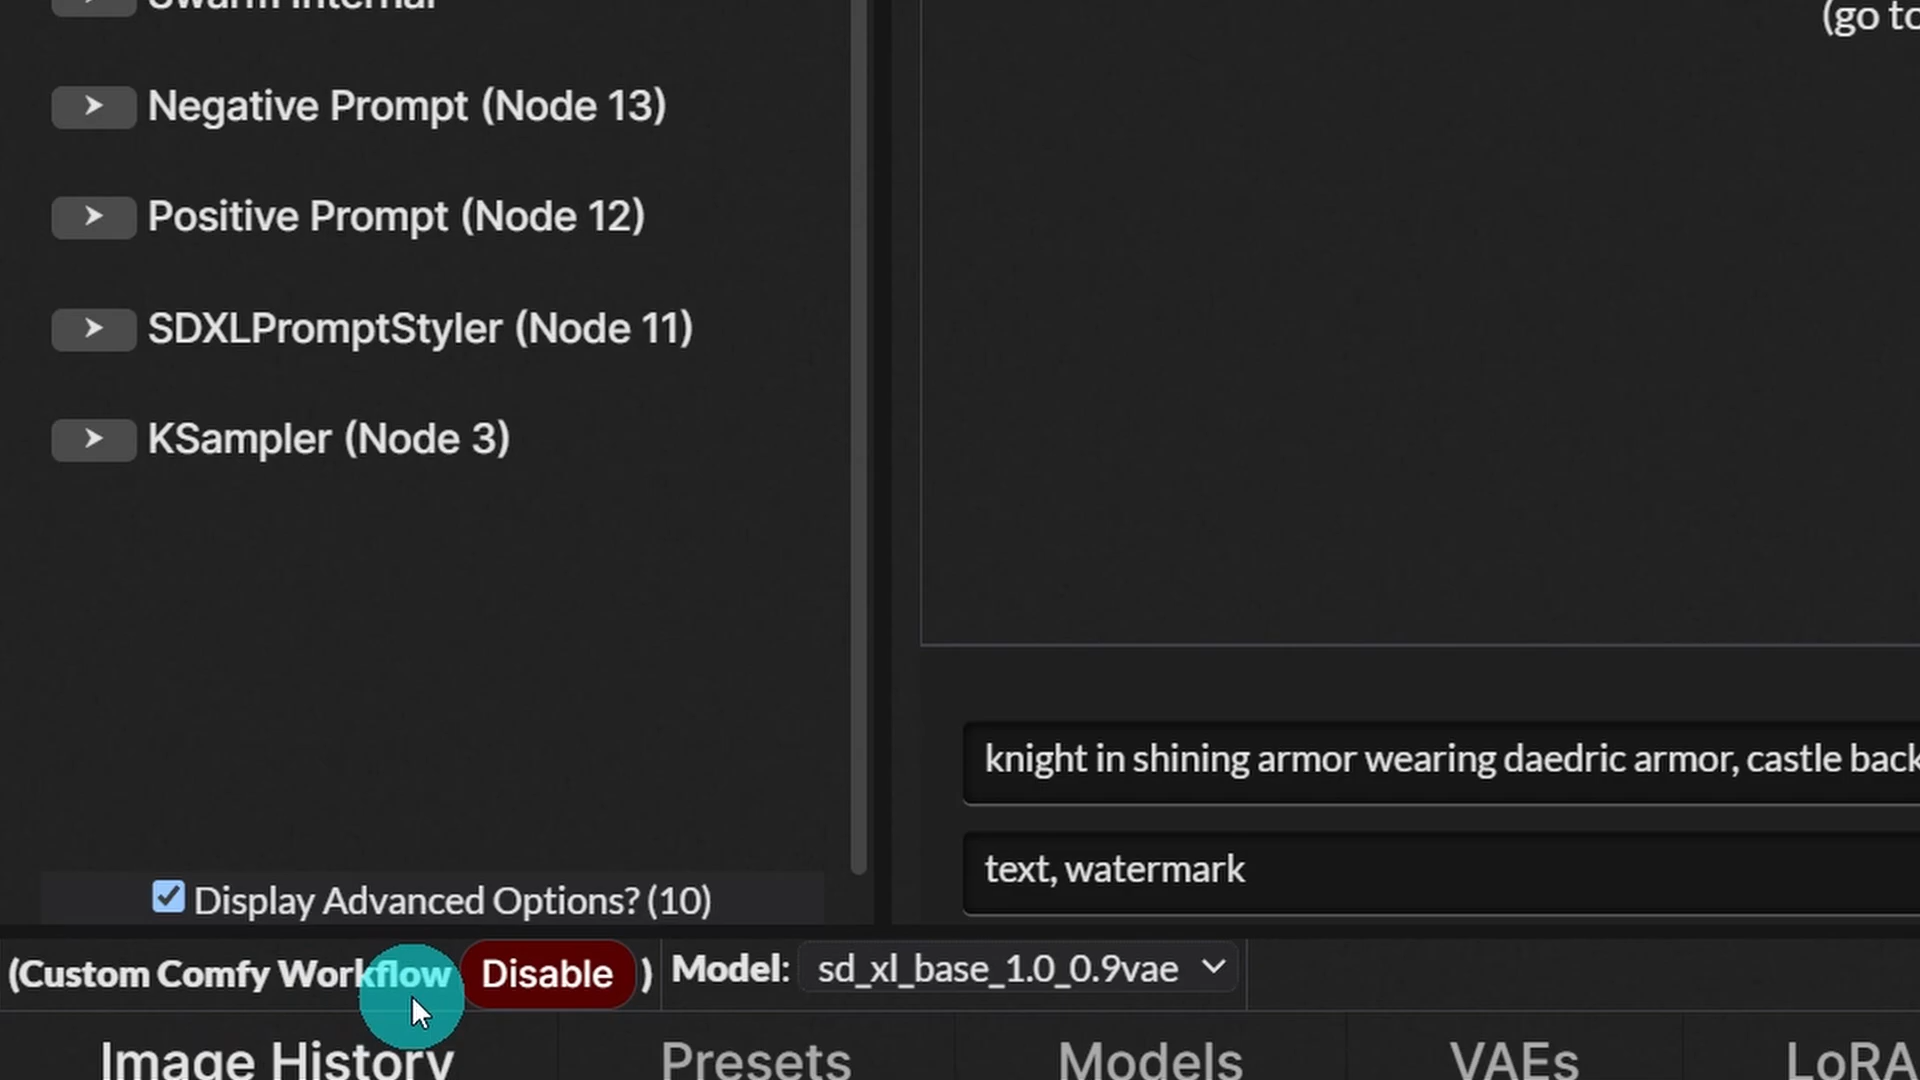 Swarm Internal
(go to
Negative Prompt (Node 13)
Positive Prompt (Node 12)
SDXLPromptStyler (Node 11)
KSampler (Node 3)
knight in shining armor wearing daedric armor, castle back
text, watermark
Display Advanced Options? (10)
(Custom Comfy Workflow Disable ) Model: sd_xl_base_1.0_0.9vae
Image History Presets Models VAEs LoRA